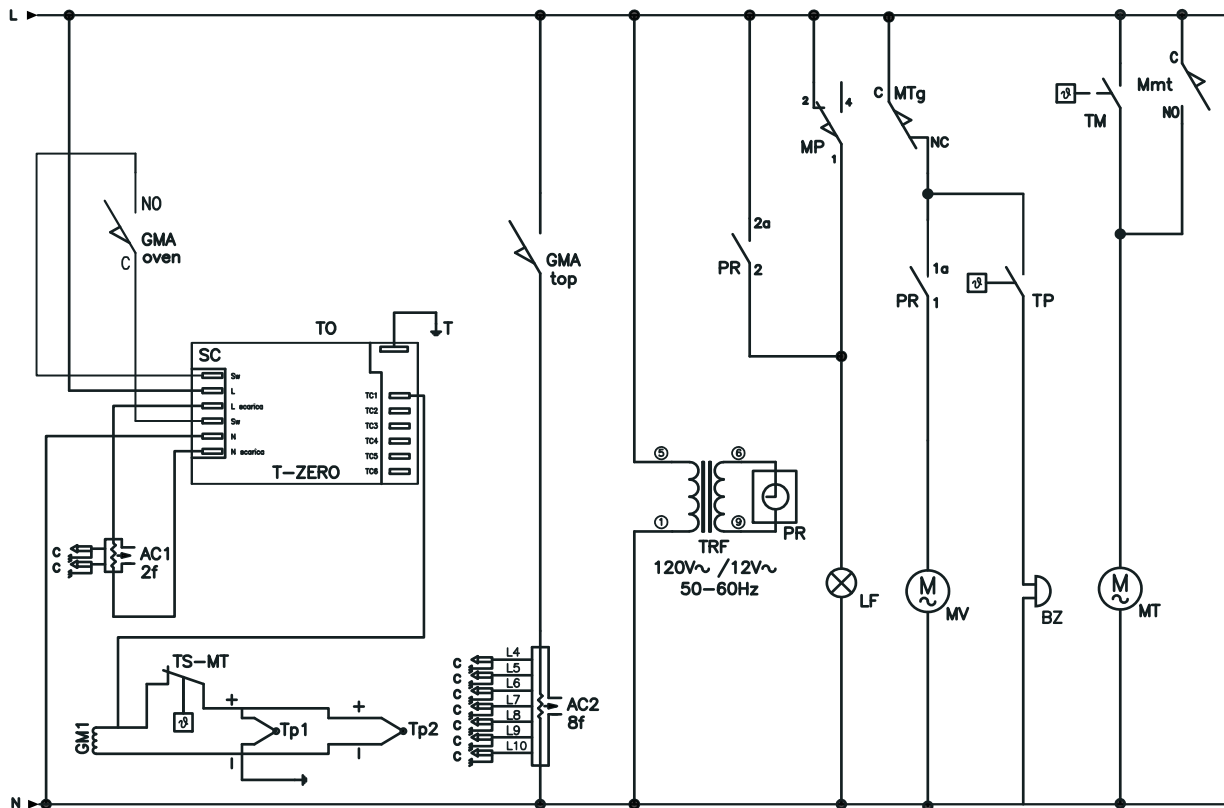 L
C
MTg
C
Mmt
2
4
TM
NO
MP
1
NC
NO
GMA
oven
C
2a
PR
2
GMA
top
1a
PR
1
TP
TO
T
SC
Sw
L
L scarica
Sw
N
N scarica
TC1
TC2
TC3
TC4
TC5
TC6
T-ZERO
5
6
1
9
PR
TRF
120V~ /12V~
50-60Hz
C
C
AC1
2f
LF
M
MV
BZ
M
MT
TS-MT
GM1
+
Tp1
+
Tp2
C
C
C
C
C
C
C
L4
L5
L6
L7
L8
L9
L10
AC2
8f
N